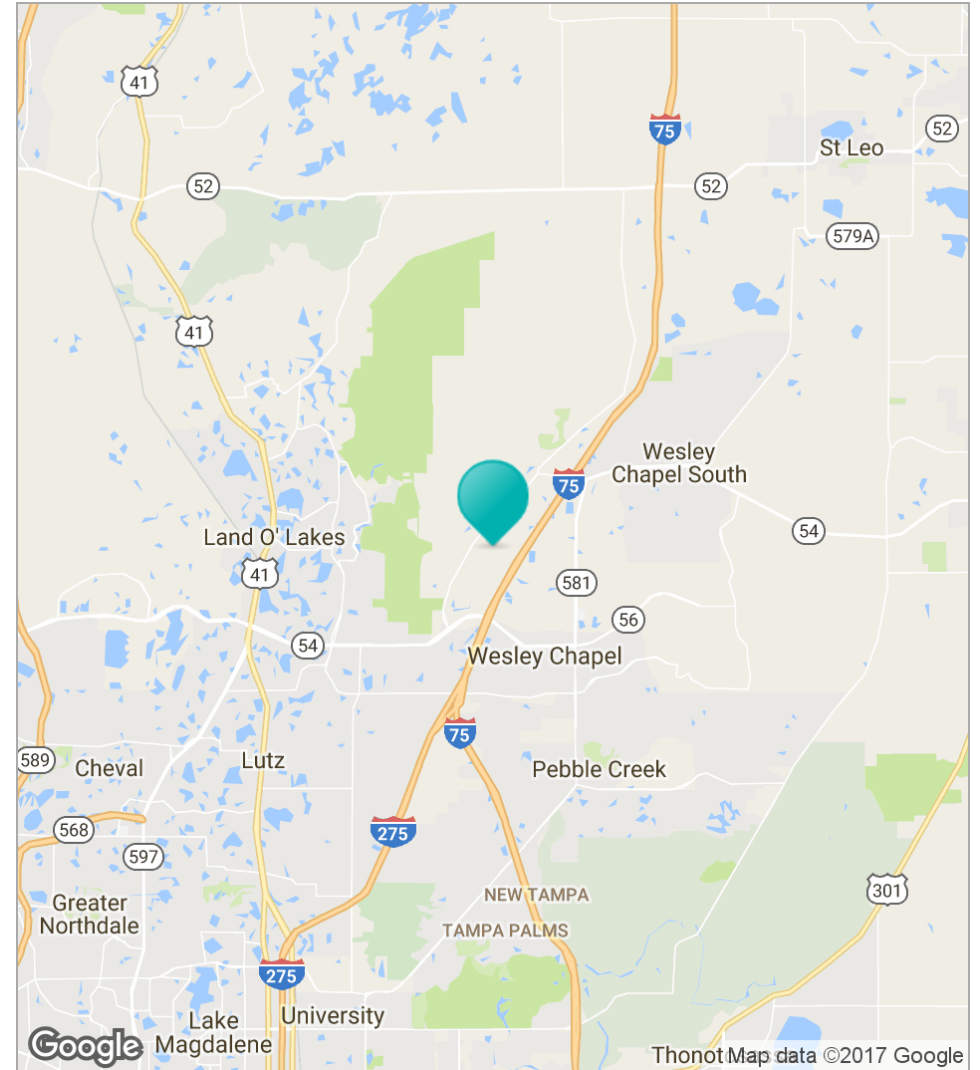 41
75
52
St Leo
52
52
579A
41
Wesley
Chapel South
75
54
Land O' Lakes
41
581
56
54
Wesley Chapel
75
589
Cheval
Lutz
Pebble Creek
568
275
597
301
NEW TAMPA
Greater
Northdale
TAMPA PALMS
275
University
Lake
Magdalene
Google
Thonot
Map data ©2017 Google